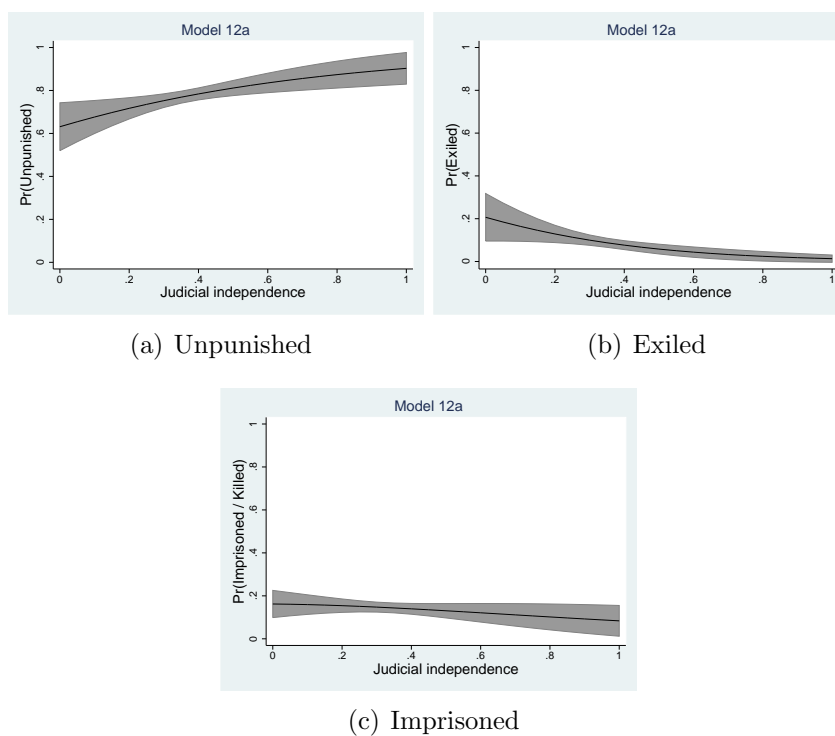 Model 12a
Pr(Unpunished)
0 .2 .4 .6 .8 1
0 .2 .4 .6 .8 1
Judicial independence
(a) Unpunished
Model 12a
Pr(Exiled)
0 .2 .4 .6 .8 1
0 .2 .4 .6 .8 1
Judicial independence
(b) Exiled
Model 12a
Pr(Imprisoned / Killed)
0 .2 .4 .6 .8 1
0 .2 .4 .6 .8 1
Judicial independence
(c) Imprisoned